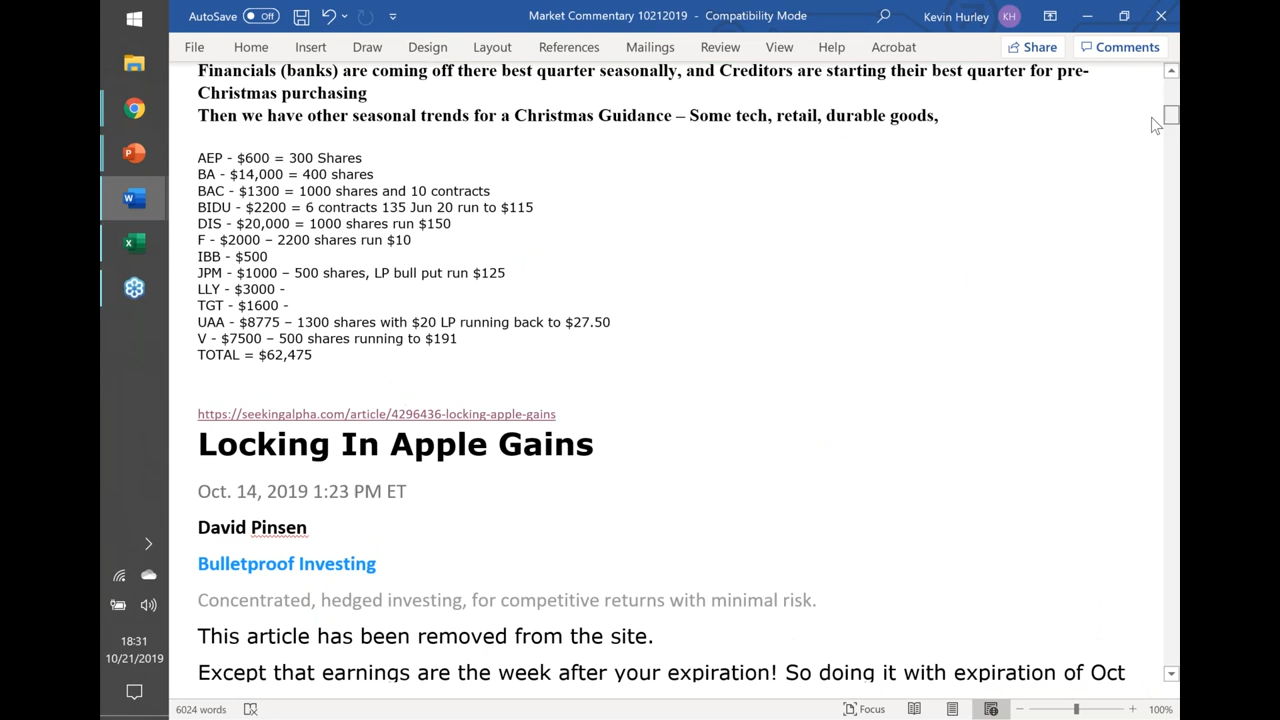 AutoSave Off
Market Commentary 10212019 - Compatibility Mode
Kevin Hurley KH
File Home Insert Draw Design Layout References Mailings Review View Help Acrobat Share Comments
Financials (banks) are coming off there best quarter seasonally, and Creditors are starting their best quarter for pre-
Christmas purchasing
Then we have other seasonal trends for a Christmas Guidance – Some tech, retail, durable goods,
AEP - $600 = 300 Shares
BA - $14,000 = 400 shares
BAC - $1300 = 1000 shares and 10 contracts
BIDU - $2200 = 6 contracts 135 Jun 20 run to $115
DIS - $20,000 = 1000 shares run $150
F - $2000 – 2200 shares run $10
IBB - $500
JPM - $1000 – 500 shares, LP bull put run $125
LLY - $3000 -
TGT - $1600 -
UAA - $8775 – 1300 shares with $20 LP running back to $27.50
V - $7500 – 500 shares running to $191
TOTAL = $62,475
https://seekingalpha.com/article/4296436-locking-apple-gains
Locking In Apple Gains
Oct. 14, 2019 1:23 PM ET
David Pinsen
Bulletproof Investing
Concentrated, hedged investing, for competitive returns with minimal risk.
This article has been removed from the site.
Except that earnings are the week after your expiration! So doing it with expiration of Oct
18:31
10/21/2019
6024 words
Focus
100%